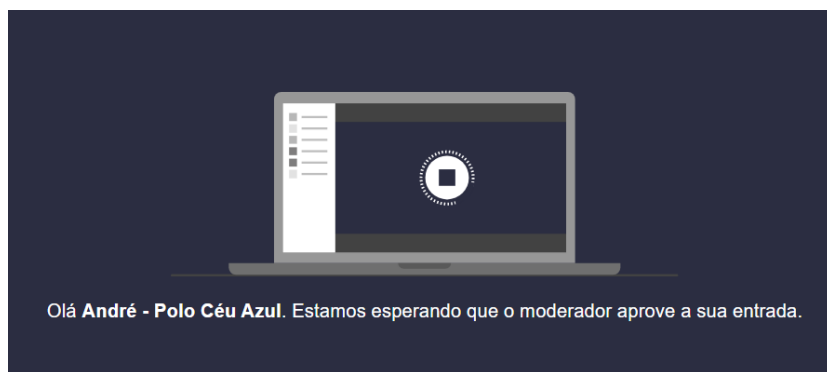 Olá André - Polo Céu Azul. Estamos esperando que o moderador aprove a sua entrada.